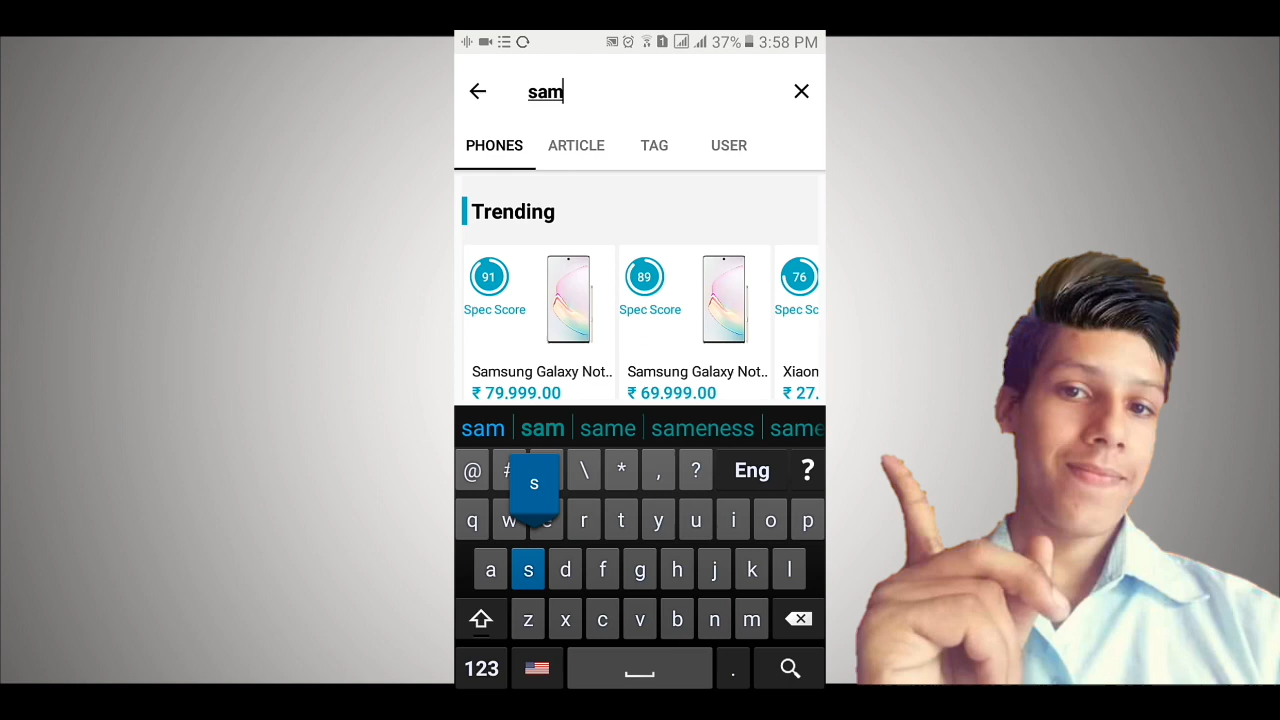 37% 3:58 PM
sam
PHONES ARTICLE TAG USER
Trending
91 89 76
Spec Score Spec Score Spec Sc
Samsung Galaxy Not.. Samsung Galaxy Not.. Xiaon
₹ 79,999.00 ₹ 69,999.00 ₹ 27,
sam sam same sameness same
@ # \ * , ? Eng ?
s
q w r t y u i o p
a s d f g h j k l
z x c v b n m
123 .